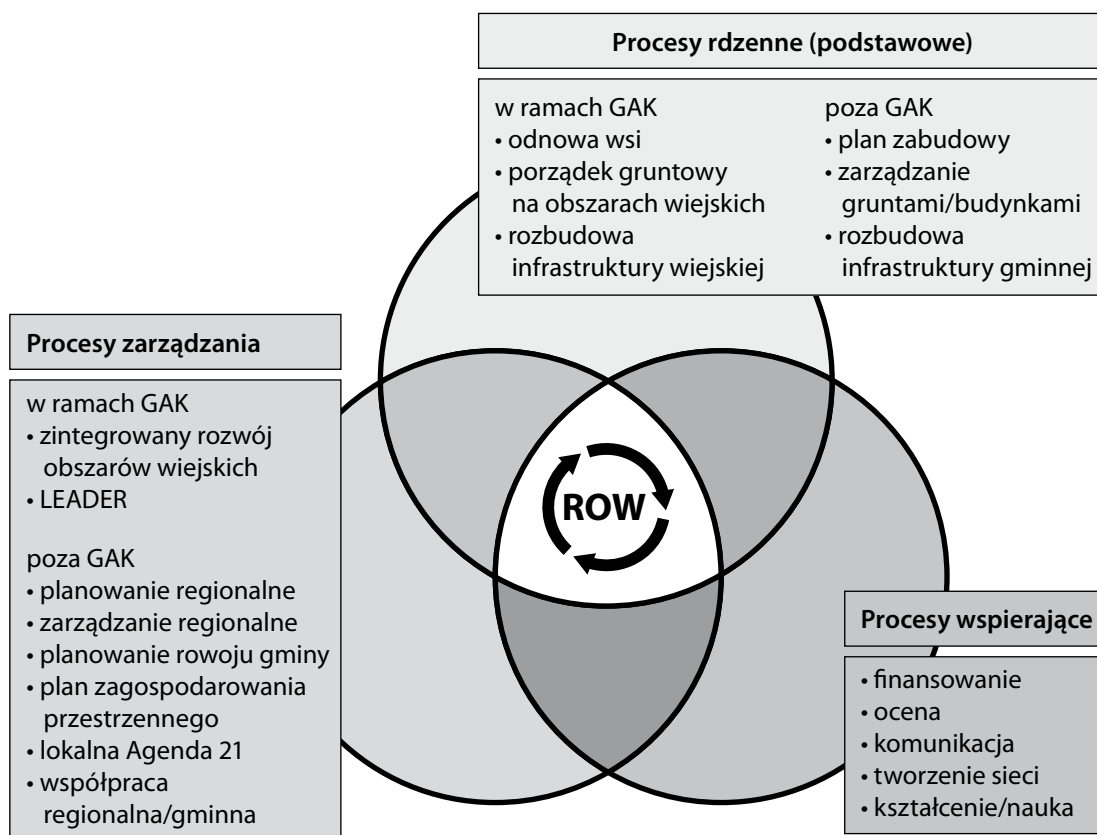 Procesy rdzenne (podstawowe)
w ramach GAK
• odnowa wsi
• porządek gruntowy
na obszarach wiejskich
• rozbudowa
infrastruktury wiejskiej
poza GAK
• plan zabudowy
• zarządzanie
gruntami/budynkami
• rozbudowa
infrastruktury gminnej
Procesy zarządzania
w ramach GAK
• zintegrowany rozwój
obszarów wiejskich
• LEADER
poza GAK
• planowanie regionalne
• zarządzanie regionalne
• planowanie rowoju gminy
• plan zagospodarowania
przestrzennego
• lokalna Agenda 21
• współpraca
regionalna/gminna
ROW
Procesy wspierające
• finansowanie
• ocena
• komunikacja
• tworzenie sieci
• kształcenie/nauka